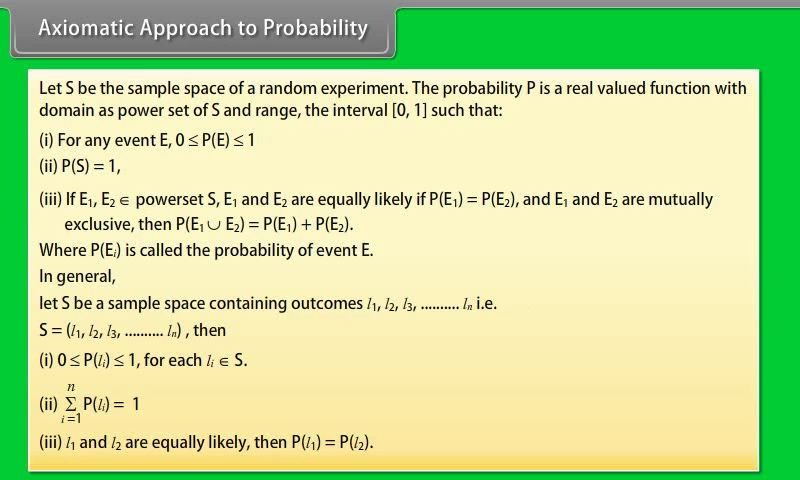 Axiomatic Approach to Probability
Let S be the sample space of a random experiment. The probability P is a real valued function with
domain as power set of S and range, the interval [0, 1] such that:
(i) For any event E, 0 ≤ P(E) ≤ 1
(ii) P(S) = 1,
(iii) If E₁, E₂ ∈ powerset S, E₁ and E₂ are equally likely if P(E₁) = P(E₂), and E₁ and E₂ are mutually
exclusive, then P(E₁ ∪ E₂) = P(E₁) + P(E₂).
Where P(Eᵢ) is called the probability of event E.
In general,
let S be a sample space containing outcomes l₁, l₂, l₃, .......... lₙ i.e.
S = (l₁, l₂, l₃, .......... lₙ) , then
(i) 0 ≤ P(lᵢ) ≤ 1, for each lᵢ ∈ S.
n
(ii) Σ P(lᵢ) = 1
i=1
(iii) l₁ and l₂ are equally likely, then P(l₁) = P(l₂).